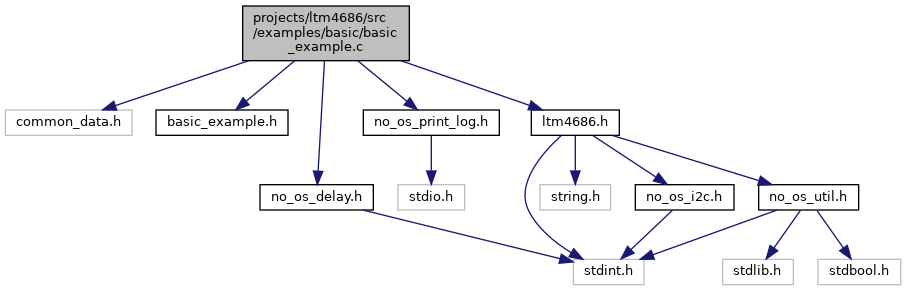 projects/ltm4686/src
/examples/basic/basic
_example.c
common_data.h
basic_example.h
no_os_print_log.h
ltm4686.h
no_os_delay.h
stdio.h
string.h
no_os_i2c.h
no_os_util.h
stdint.h
stdlib.h
stdbool.h